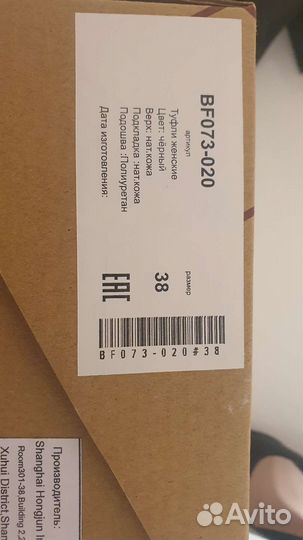 BF073-020
артикул
Туфли женские
Цвет: чёрный
Верх: нат.кожа
Подкладка :нат.кожа
Подошва :Полиуретан
Дата изготовления:
размер
38
EAC
BF073-020#38
Производитель:
Shanghai Hongjun In
Room301-38,Building 2,2
Xuhui District,Shan
Avito